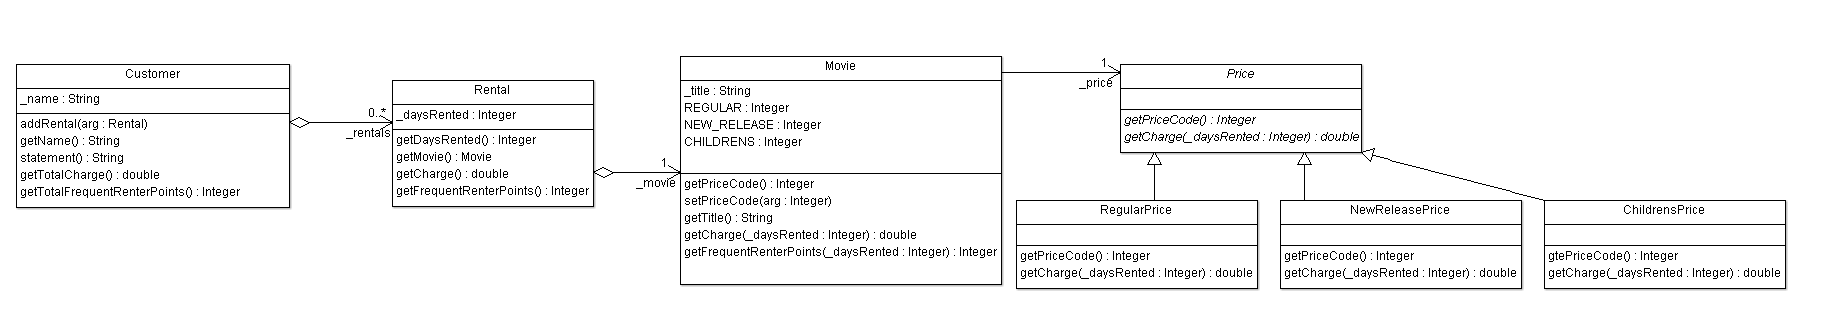 Customer
_name : String
addRental(arg : Rental)
getName() : String
statement() : String
getTotalCharge() : double
getTotalFrequentRenterPoints() : Integer
0..*
_rentals
Rental
_daysRented : Integer
getDaysRented() : Integer
getMovie() : Movie
getCharge() : double
getFrequentRenterPoints() : Integer
1
_movie
Movie
_title : String
REGULAR : Integer
NEW_RELEASE : Integer
CHILDRENS : Integer
getPriceCode() : Integer
setPriceCode(arg : Integer)
getTitle() : String
getCharge(_daysRented : Integer) : double
getFrequentRenterPoints(_daysRented : Integer) : Integer
1
_price
Price
getPriceCode() : Integer
getCharge(_daysRented : Integer) : double
RegularPrice
getPriceCode() : Integer
getCharge(_daysRented : Integer) : double
NewReleasePrice
getPriceCode() : Integer
getCharge(_daysRented : Integer) : double
ChildrensPrice
gtePriceCode() : Integer
getCharge(_daysRented : Integer) : double